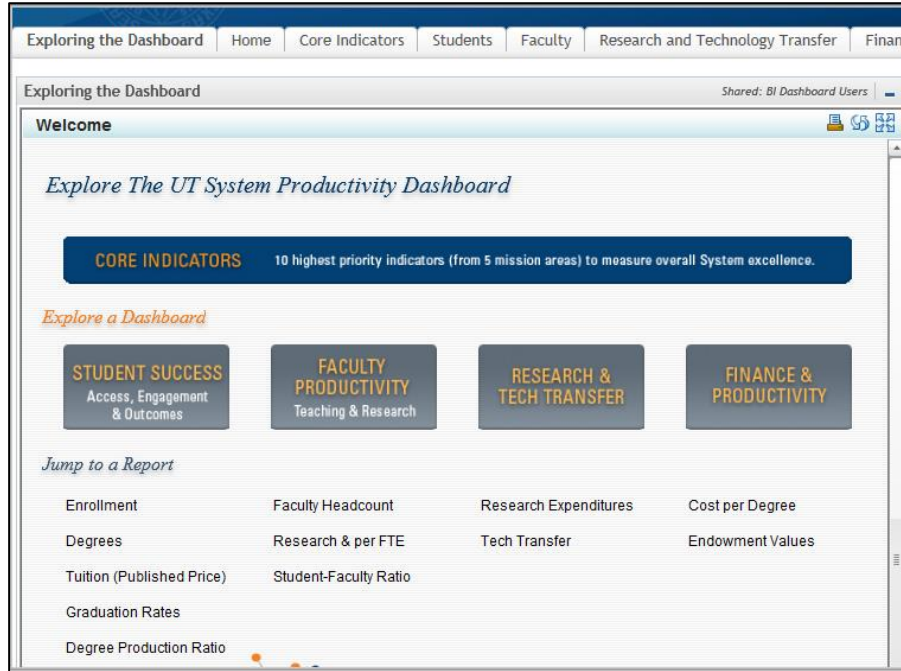 Exploring the Dashboard Home Core Indicators Students Faculty Research and Technology Transfer Finan
Exploring the Dashboard Shared: BI Dashboard Users
Welcome
Explore The UT System Productivity Dashboard
CORE INDICATORS 10 highest priority indicators (from 5 mission areas) to measure overall System excellence.
Explore a Dashboard
STUDENT SUCCESS
Access, Engagement
& Outcomes
FACULTY
PRODUCTIVITY
Teaching & Research
RESEARCH &
TECH TRANSFER
FINANCE &
PRODUCTIVITY
Jump to a Report
Enrollment Faculty Headcount Research Expenditures Cost per Degree
Degrees Research & per FTE Tech Transfer Endowment Values
Tuition (Published Price) Student-Faculty Ratio
Graduation Rates
Degree Production Ratio